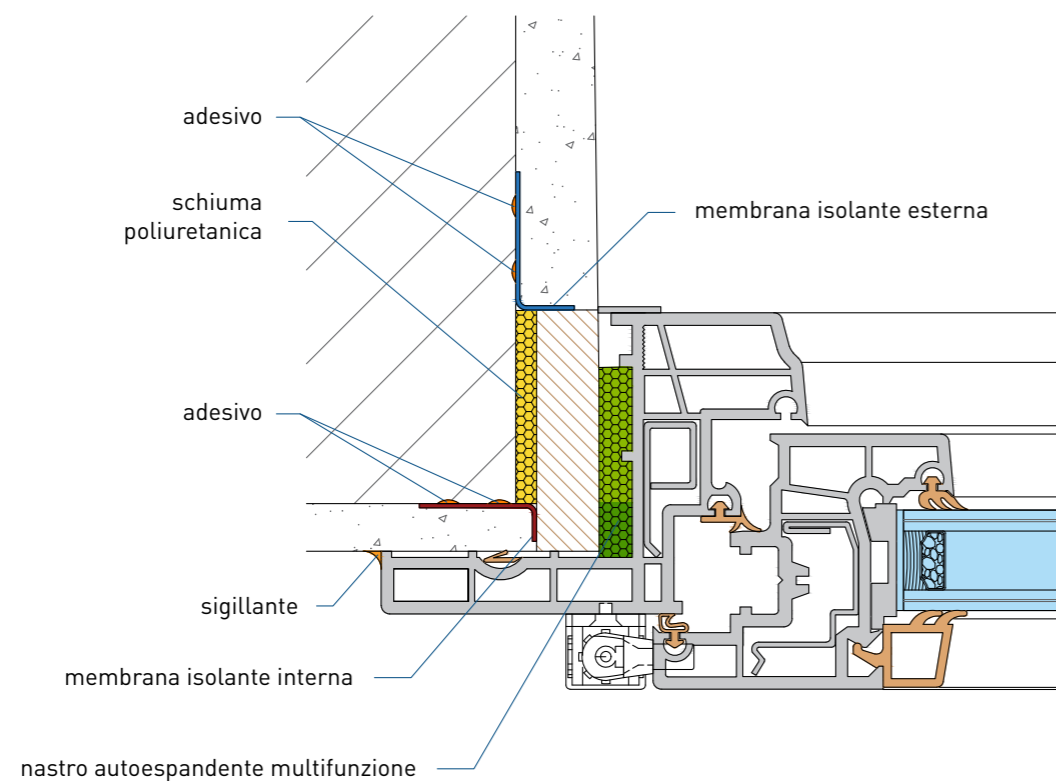 adesivo
schiuma
poliuretanica
membrana isolante esterna
adesivo
sigillante
membrana isolante interna
nastro autoespandente multifunzione